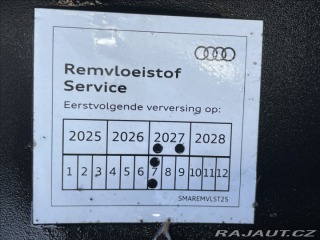 Remvloeistof
Service
Eerstvolgende verversing op:
2025 2026 2027 2028
1 2 3 4 5 6 7 8 9 10 11 12
SMAREMVLST25
RAJAUT.CZ